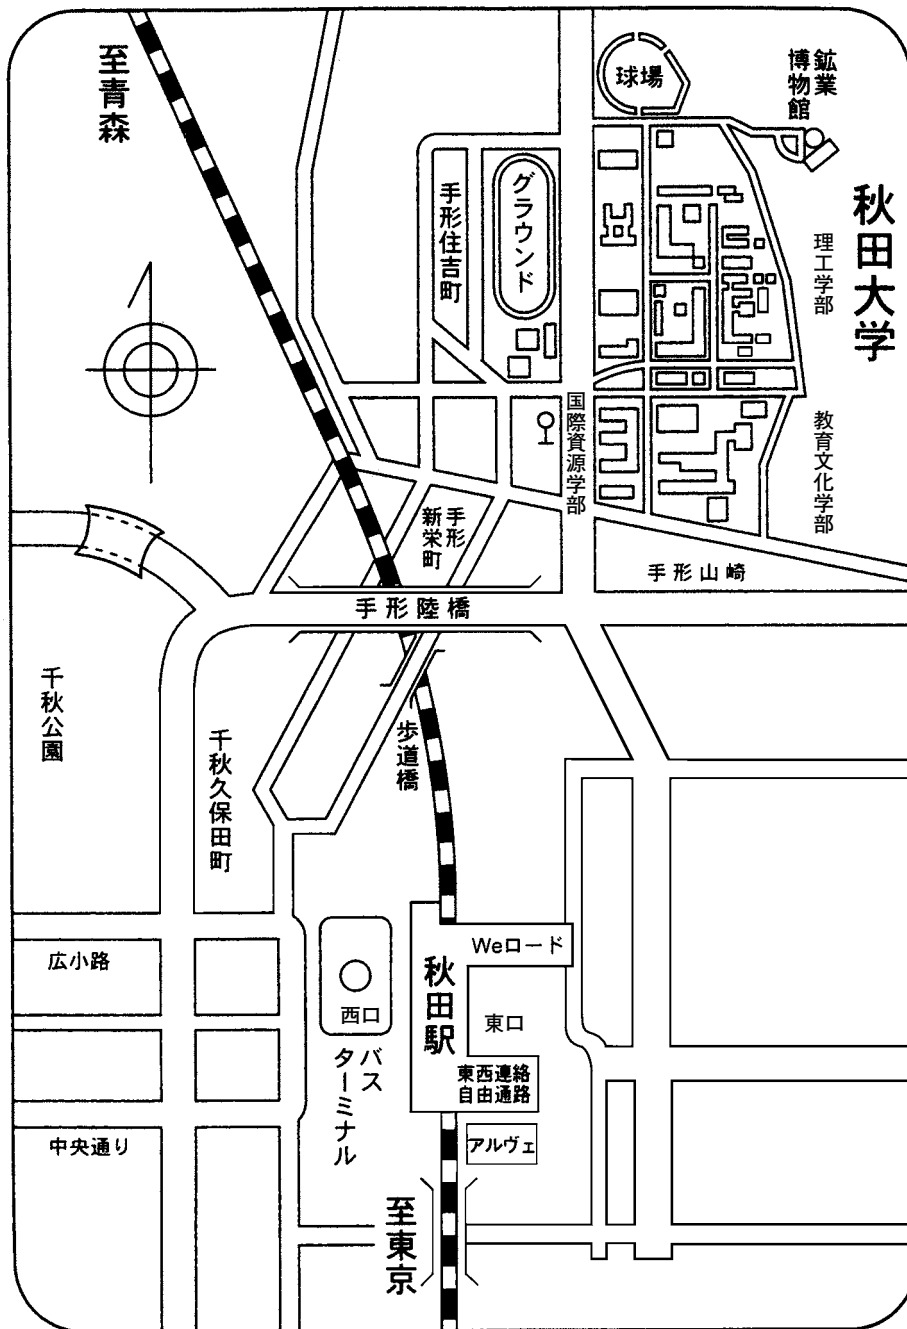 至青森
球場
鉱業
博物館
秋田大学
理工学部
グラウンド
手形住吉町
国際資源学部
教育文化学部
手形
新栄町
手形山崎
手形陸橋
千秋公園
千秋久保田町
歩道橋
Weロード
広小路
秋田駅
西口
東口
バス
ターミナル
東西連絡
自由通路
中央通り
アルヴェ
至東京